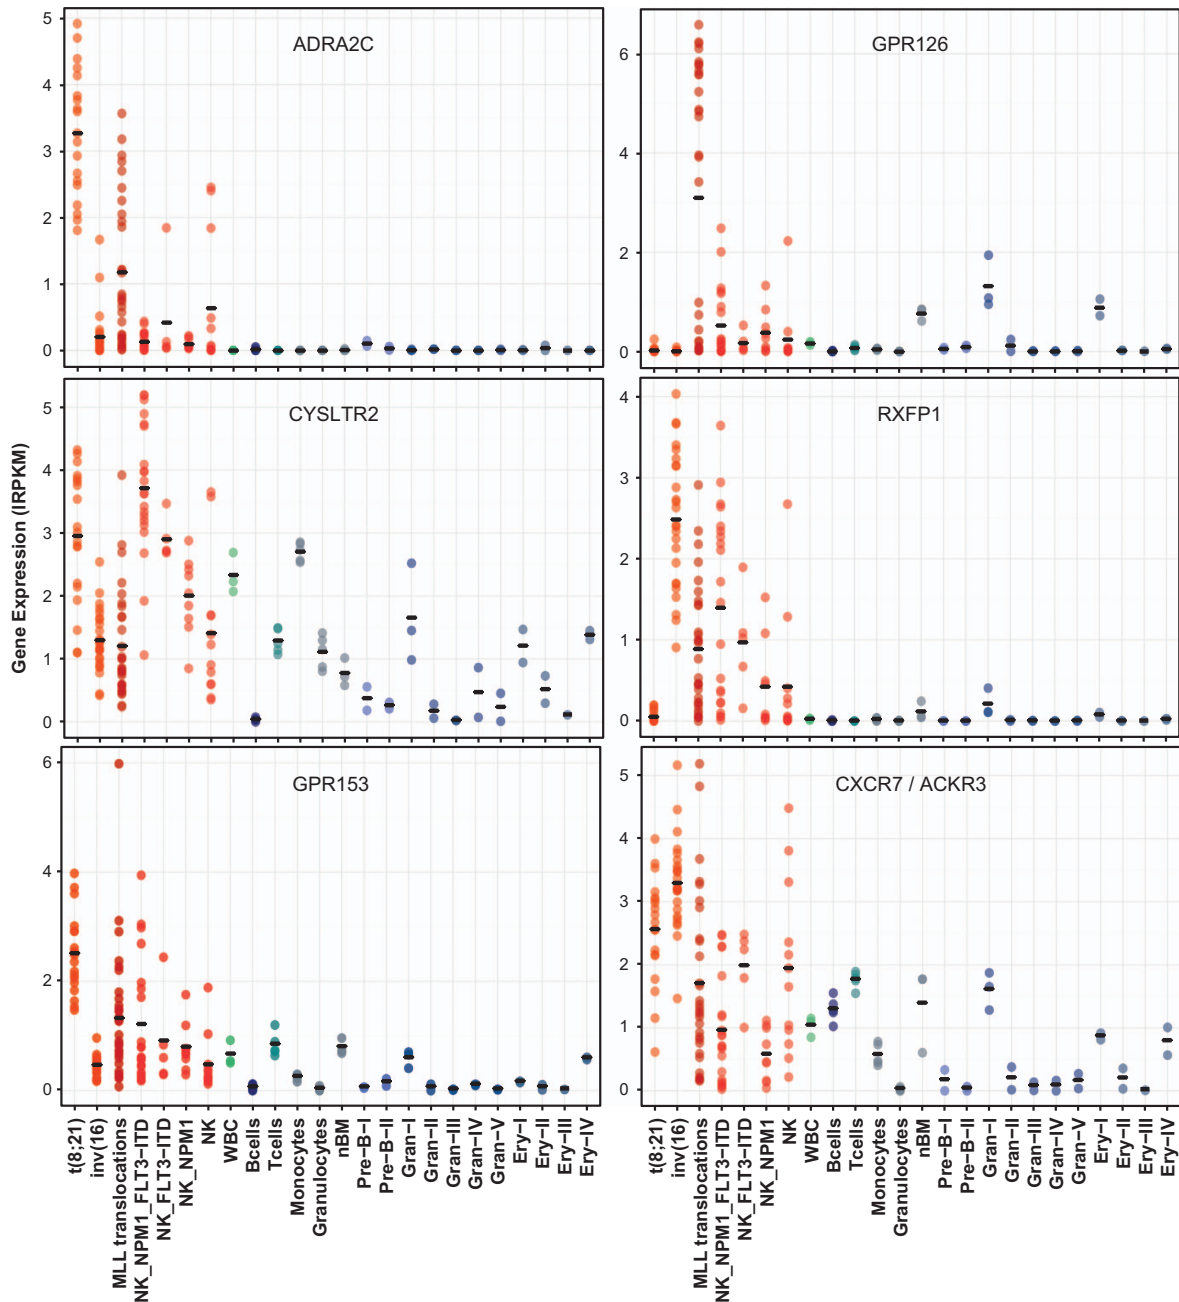 ADRA2C
5
4
3
2
1
0
GPR126
6
4
2
0
Gene Expression (lRPKM)
CYSLTR2
5
4
3
2
1
0
RXFP1
4
3
2
1
0
GPR153
6
4
2
0
CXCR7 / ACKR3
5
4
3
2
1
0
t(8;21)
inv(16)
MLL translocations
NK_NPM1_FLT3-ITD
NK_FLT3-ITD
NK_NPM1
NK
WBC
Bcells
Tcells
Monocytes
Granulocytes
nBM
Pre-B-I
Pre-B-II
Gran-I
Gran-II
Gran-III
Gran-IV
Gran-V
Ery-I
Ery-II
Ery-III
Ery-IV
t(8;21)
inv(16)
MLL translocations
NK_NPM1_FLT3-ITD
NK_FLT3-ITD
NK_NPM1
NK
WBC
Bcells
Tcells
Monocytes
Granulocytes
nBM
Pre-B-I
Pre-B-II
Gran-I
Gran-II
Gran-III
Gran-IV
Gran-V
Ery-I
Ery-II
Ery-III
Ery-IV